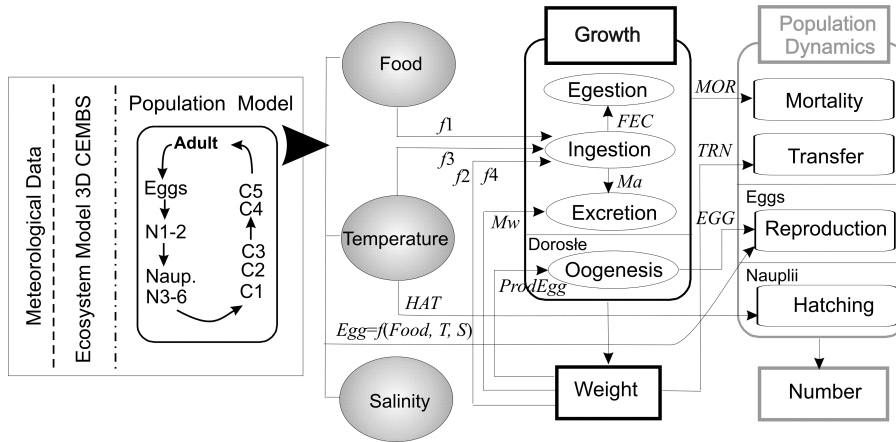 Meteorological Data
Ecosystem Model 3D CEMBS
Population Model
Adult
Eggs
N1-2
Naup.
N3-6
C1
C2
C3
C4
C5
Food
Temperature
Salinity
f1
f3
f2 f4
Mw
HAT
ProdEgg
Egg=f(Food, T, S)
Growth
Egestion
FEC
Ingestion
Ma
Excretion
Dorosłe
Oogenesis
Weight
MOR
TRN
EGG
Population
Dynamics
Mortality
Transfer
Eggs
Reproduction
Nauplii
Hatching
Number